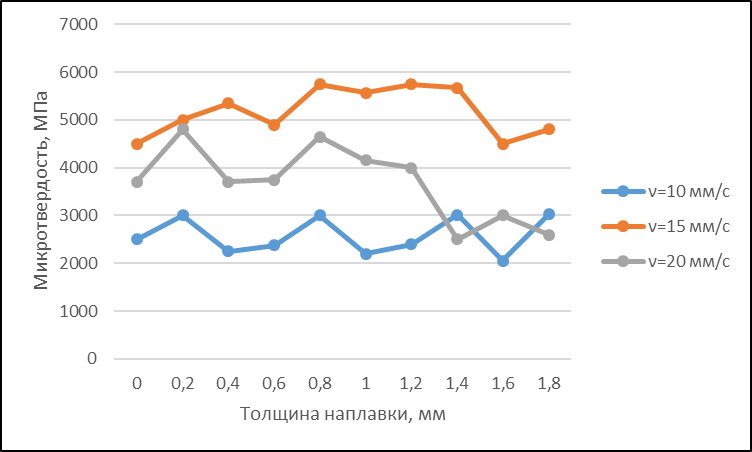 7000
6000
5000
4000
3000
2000
1000
0
Микротвердость, МПа
0 0,2 0,4 0,6 0,8 1 1,2 1,4 1,6 1,8
Толщина наплавки, мм
v=10 мм/с
v=15 мм/с
v=20 мм/с